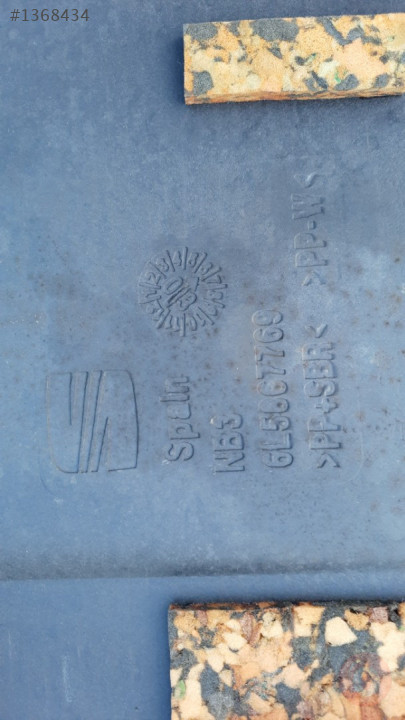 #1368434
Spain
NB3
6L5867769
>PP+SBR< >PP-W<